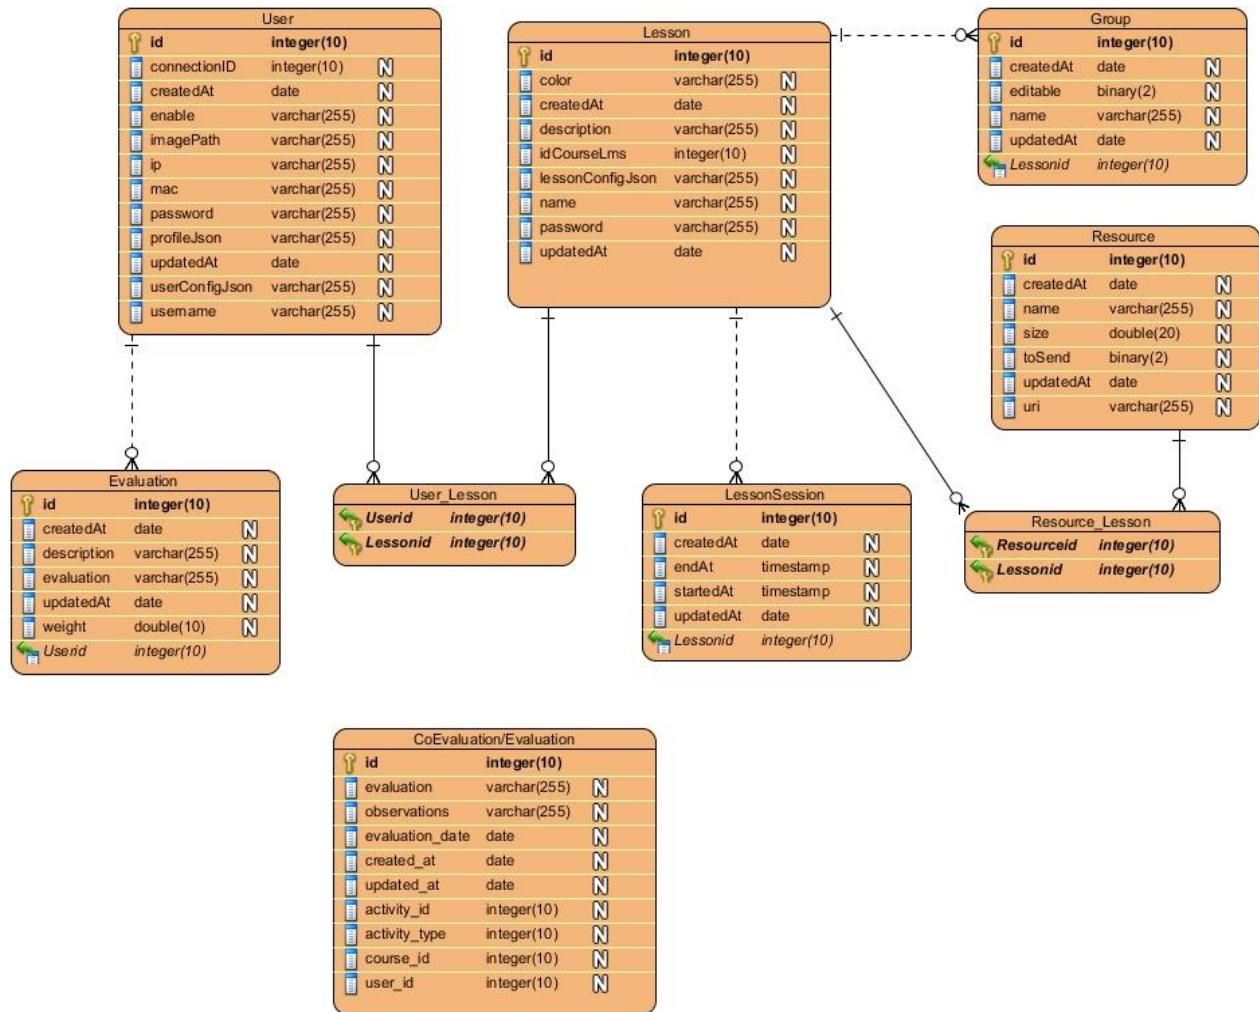 User
id integer(10)
connectionID integer(10) N
createdAt date N
enable varchar(255) N
imagePath varchar(255) N
ip varchar(255) N
mac varchar(255) N
password varchar(255) N
profileJson varchar(255) N
updatedAt date N
userConfigJson varchar(255) N
username varchar(255) N
Lesson
id integer(10)
color varchar(255) N
createdAt date N
description varchar(255) N
idCourseLms integer(10) N
lessonConfigJson varchar(255) N
name varchar(255) N
password varchar(255) N
updatedAt date N
Group
id integer(10)
createdAt date N
editable binary(2) N
name varchar(255) N
updatedAt date N
Lessonid integer(10)
Resource
id integer(10)
createdAt date N
name varchar(255) N
size double(20) N
toSend binary(2) N
updatedAt date N
uri varchar(255) N
Evaluation
id integer(10)
createdAt date N
description varchar(255) N
evaluation varchar(255) N
updatedAt date N
weight double(10) N
Userid integer(10)
User_Lesson
Userid integer(10)
Lessonid integer(10)
LessonSession
id integer(10)
createdAt date N
endAt timestamp N
startedAt timestamp N
updatedAt date N
Lessonid integer(10)
Resource_Lesson
Resourceid integer(10)
Lessonid integer(10)
CoEvaluation/Evaluation
id integer(10)
evaluation varchar(255) N
observations varchar(255) N
evaluation_date date N
created_at date N
updated_at date N
activity_id integer(10) N
activity_type integer(10) N
course_id integer(10) N
user_id integer(10) N